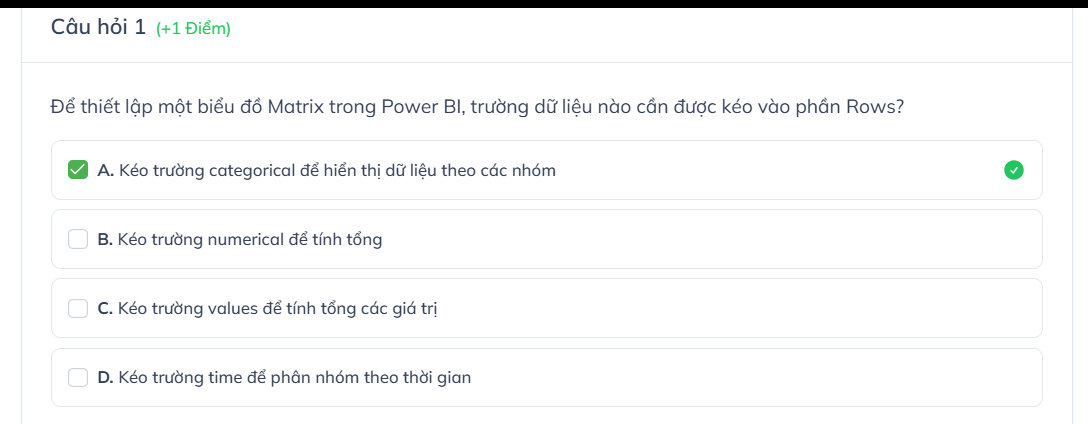 Câu hỏi 1 (+1 Điểm)
Để thiết lập một biểu đồ Matrix trong Power BI, trường dữ liệu nào cần được kéo vào phần Rows?
A. Kéo trường categorical để hiển thị dữ liệu theo các nhóm
B. Kéo trường numerical để tính tổng
C. Kéo trường values để tính tổng các giá trị
D. Kéo trường time để phân nhóm theo thời gian